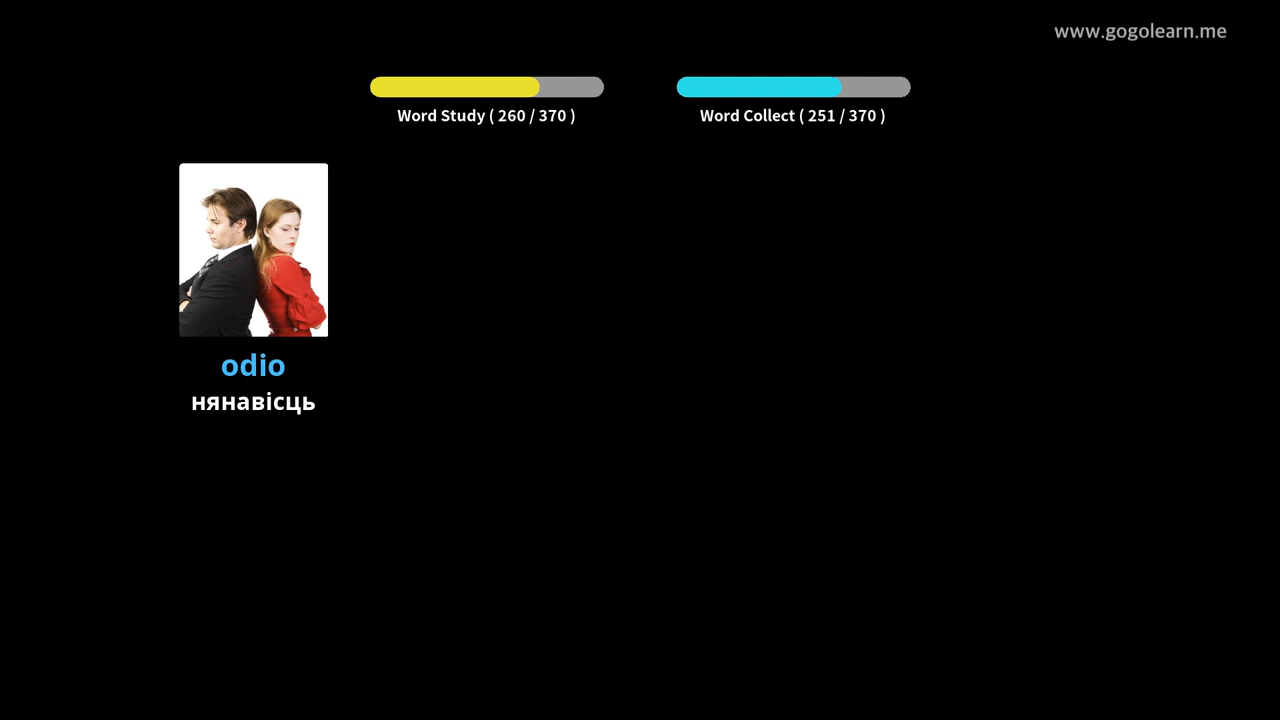 www.gogolearn.me
Word Study ( 260 / 370 )
Word Collect ( 251 / 370 )
odio
нянавісць